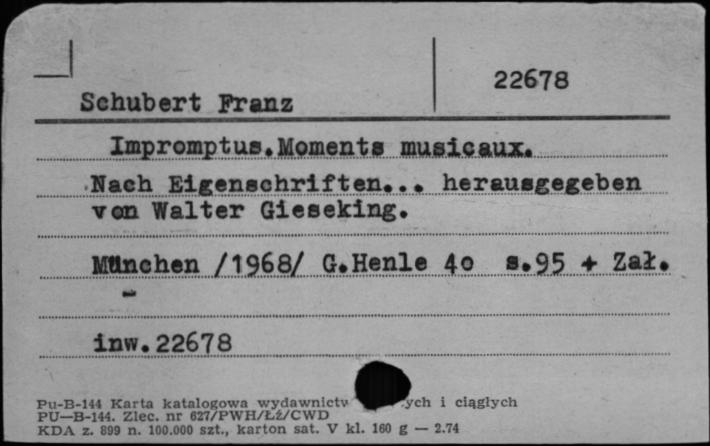 22678
Schubert Franz
Impromptus.Moments musicaux.
Nach Eigenschriften... herausgegeben
von Walter Gieseking.
München /1968/ G.Henle 4o s.95 + Zał.
-
inw.22678
Pu-B-144 Karta katalogowa wydawnictw ych i ciągłych
PU—B-144. Zlec. nr 627/PWH/Łż/CWD
KDA z. 899 n. 100.000 szt., karton sat. V kl. 160 g — 2.74